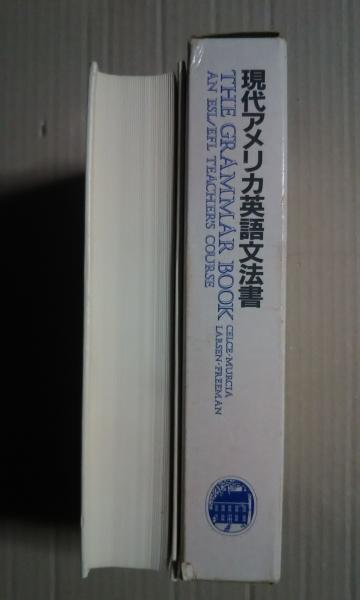 現代アメリカ英語文法書
THE GRAMMAR BOOK
AN ESL/EFL TEACHER'S COURSE
CELCE-MURCIA
LARSEN-FREEMAN